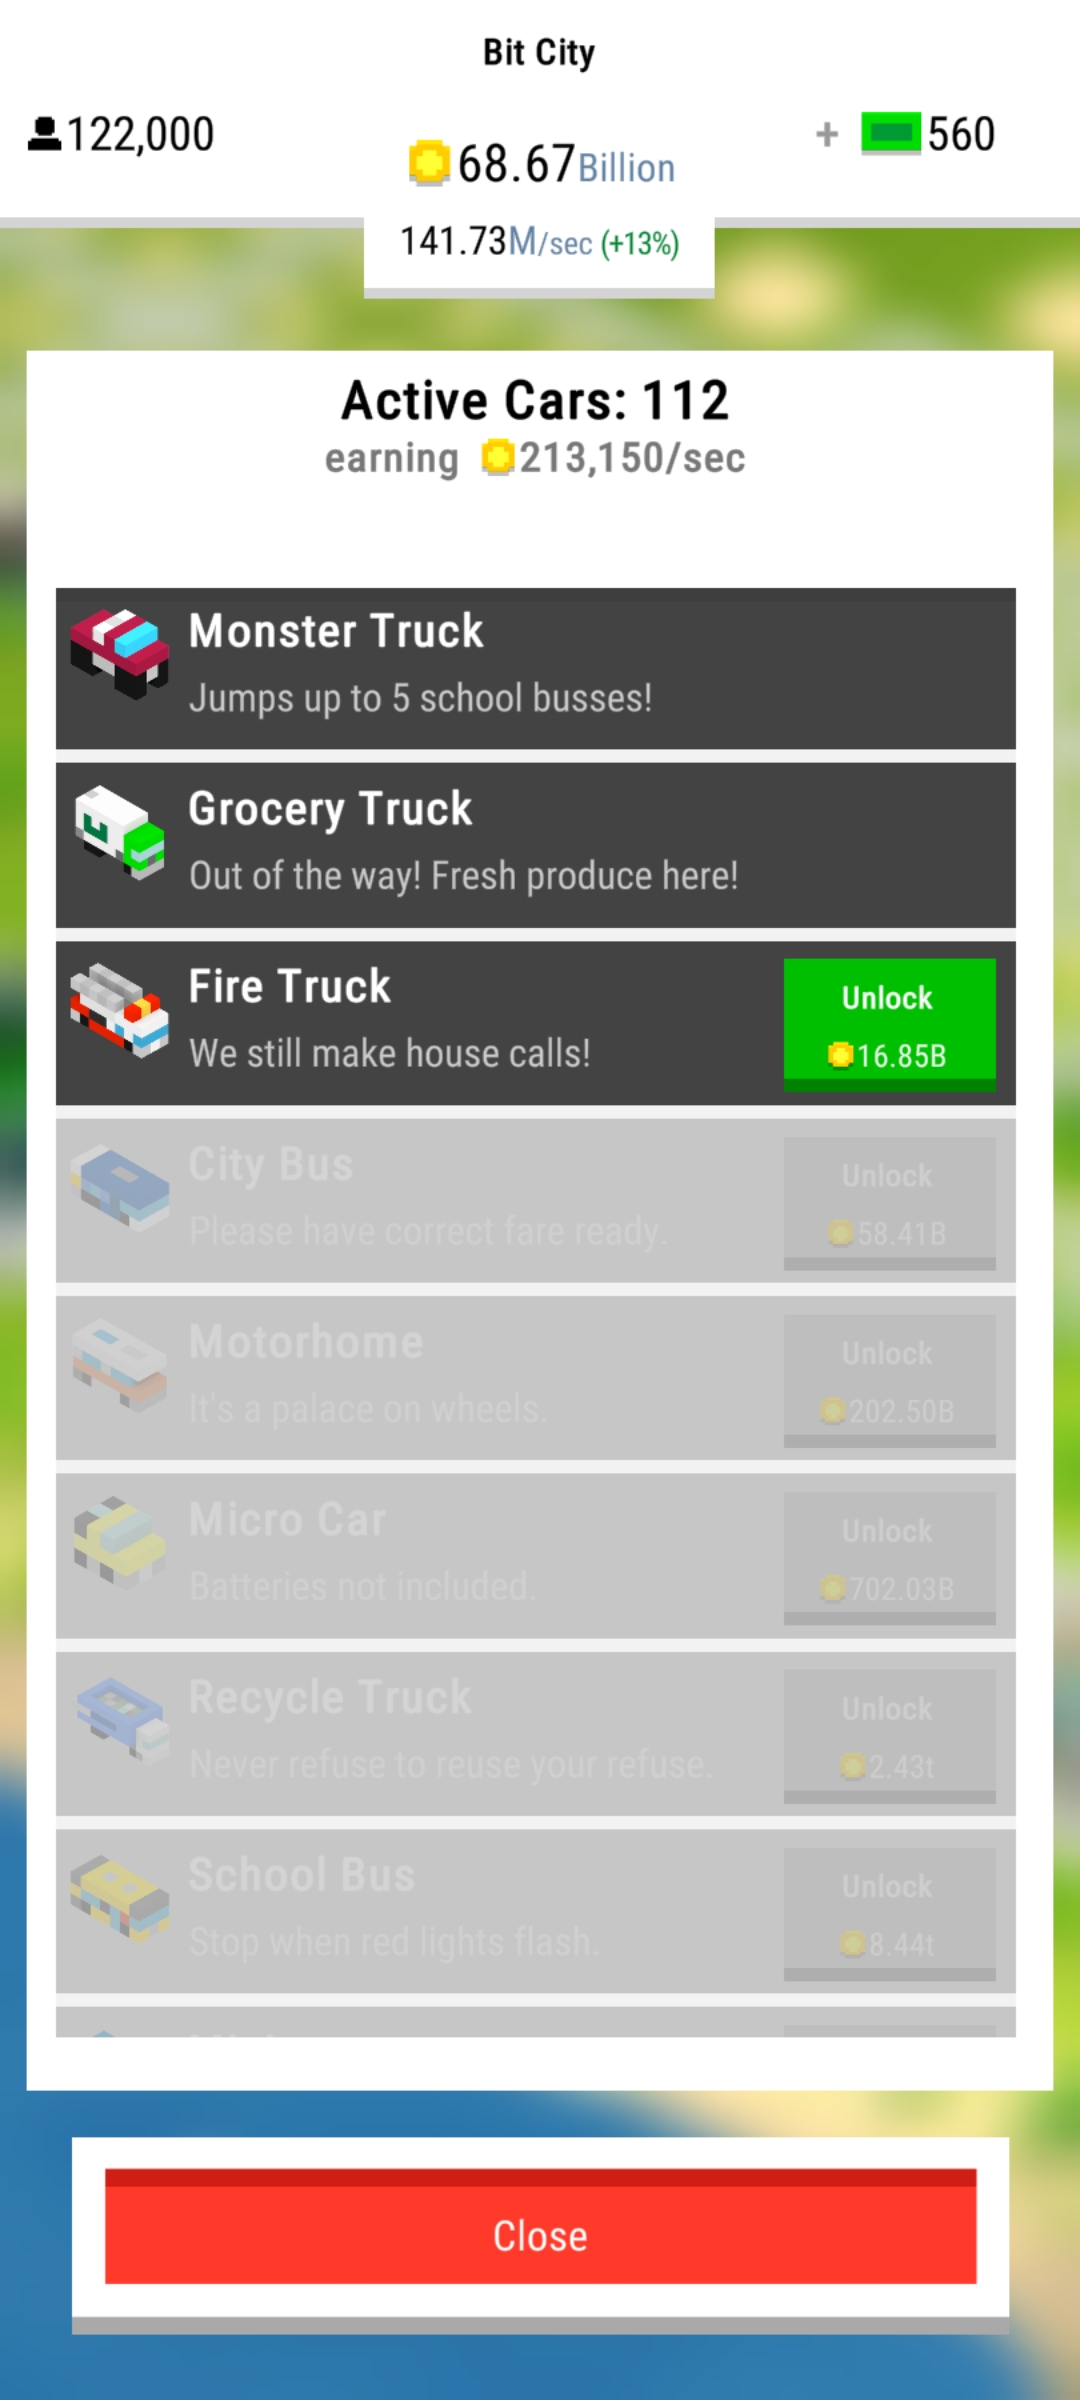 Bit City
122,000
68.67Billion
+ 560
141.73M/sec (+13%)
Active Cars: 112
earning 213,150/sec
Monster Truck
Jumps up to 5 school busses!
Grocery Truck
Out of the way! Fresh produce here!
Fire Truck
We still make house calls!
Unlock
16.85B
City Bus
Please have correct fare ready.
Unlock
58.41B
Motorhome
It's a palace on wheels.
Unlock
202.50B
Micro Car
Batteries not included.
Unlock
702.03B
Recycle Truck
Never refuse to reuse your refuse.
Unlock
2.43t
School Bus
Stop when red lights flash.
Unlock
8.44t
Close